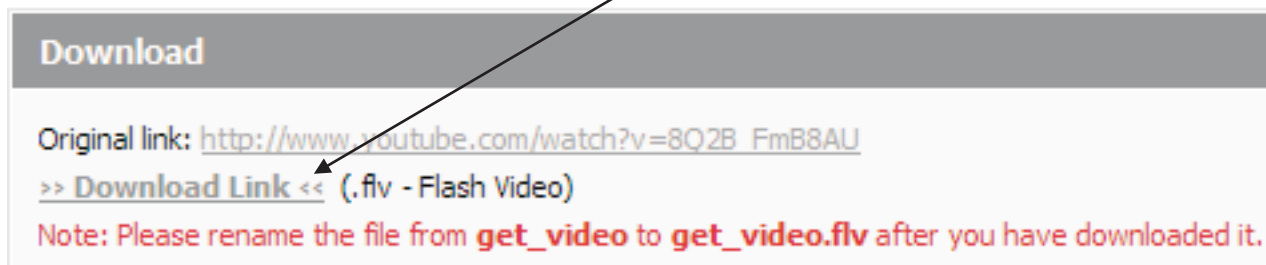 Download
Original link: http://www.youtube.com/watch?v=8Q2B_FmB8AU
>> Download Link << (.flv - Flash Video)
Note: Please rename the file from get_video to get_video.flv after you have downloaded it.